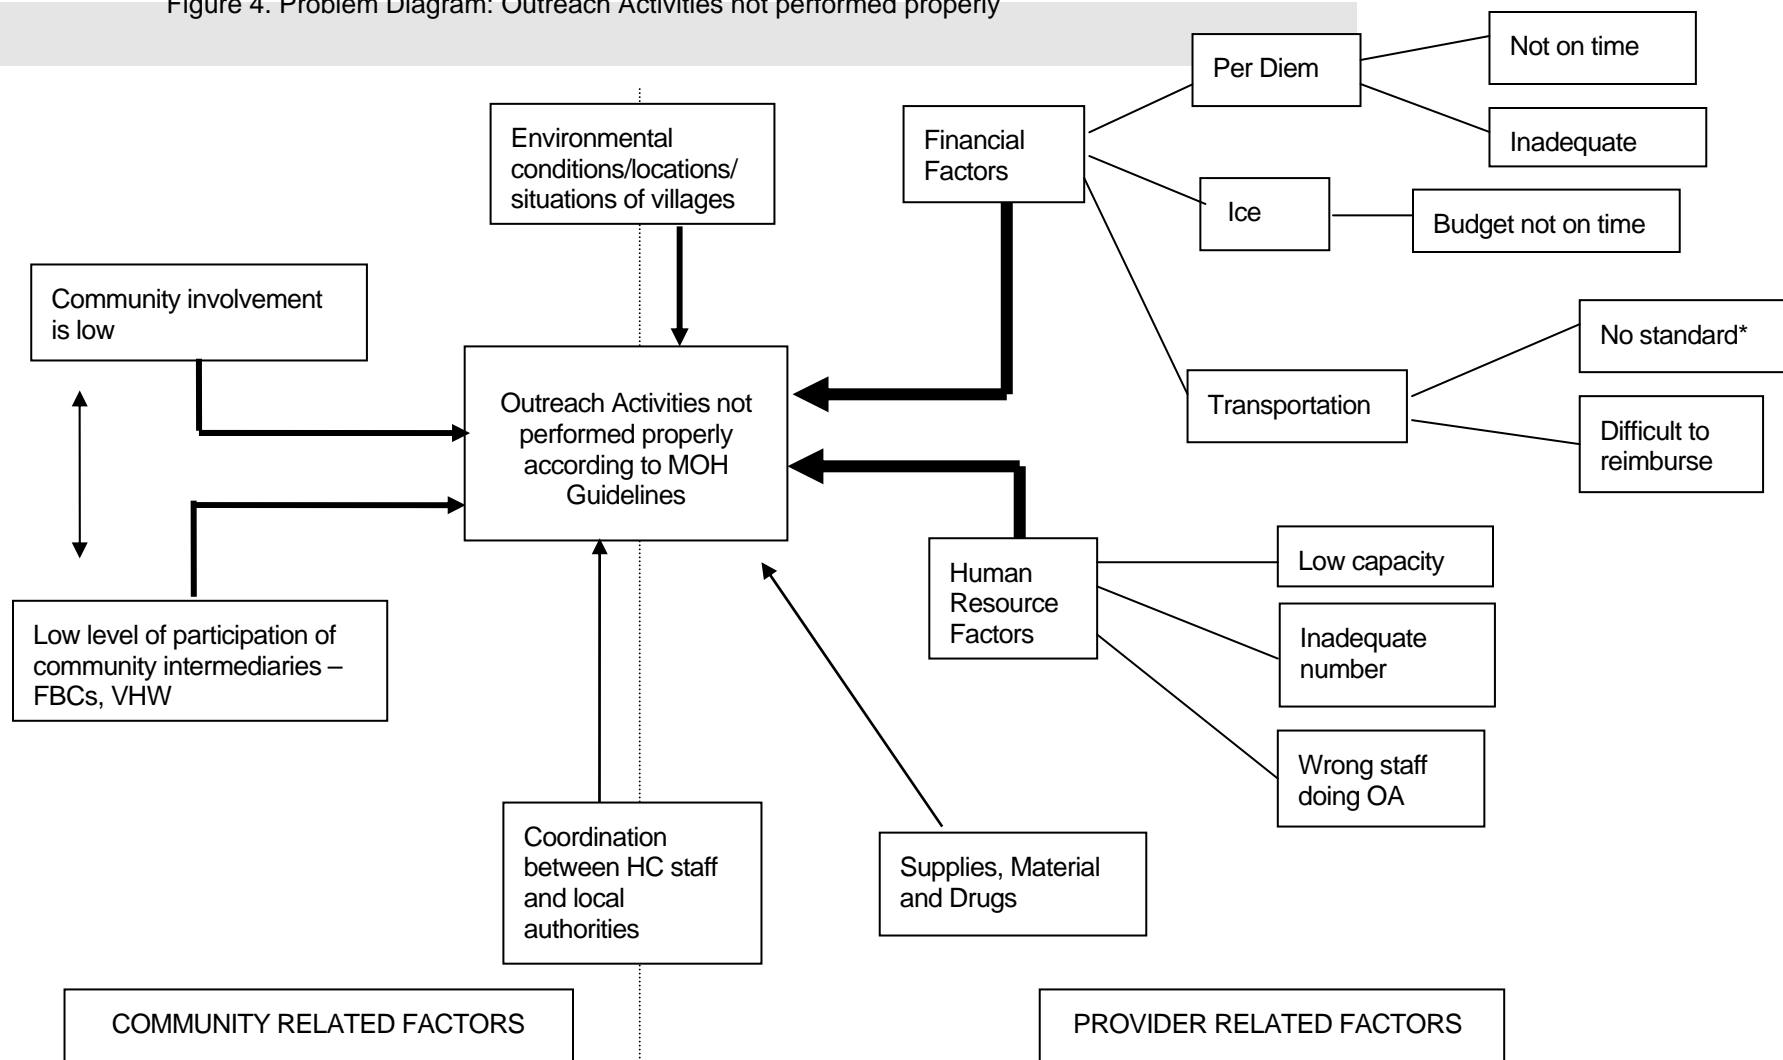 Figure 4. Problem Diagram: Outreach Activities not performed properly
Not on time
Per Diem
Inadequate
Environmental
conditions/locations/
situations of villages
Financial
Factors
Ice
Budget not on time
Community involvement
is low
No standard*
Transportation
Difficult to
reimburse
Outreach Activities not
performed properly
according to MOH
Guidelines
Low level of participation of
community intermediaries –
FBCs, VHW
Human
Resource
Factors
Low capacity
Inadequate
number
Wrong staff
doing OA
Coordination
between HC staff
and local
authorities
Supplies, Material
and Drugs
COMMUNITY RELATED FACTORS
PROVIDER RELATED FACTORS